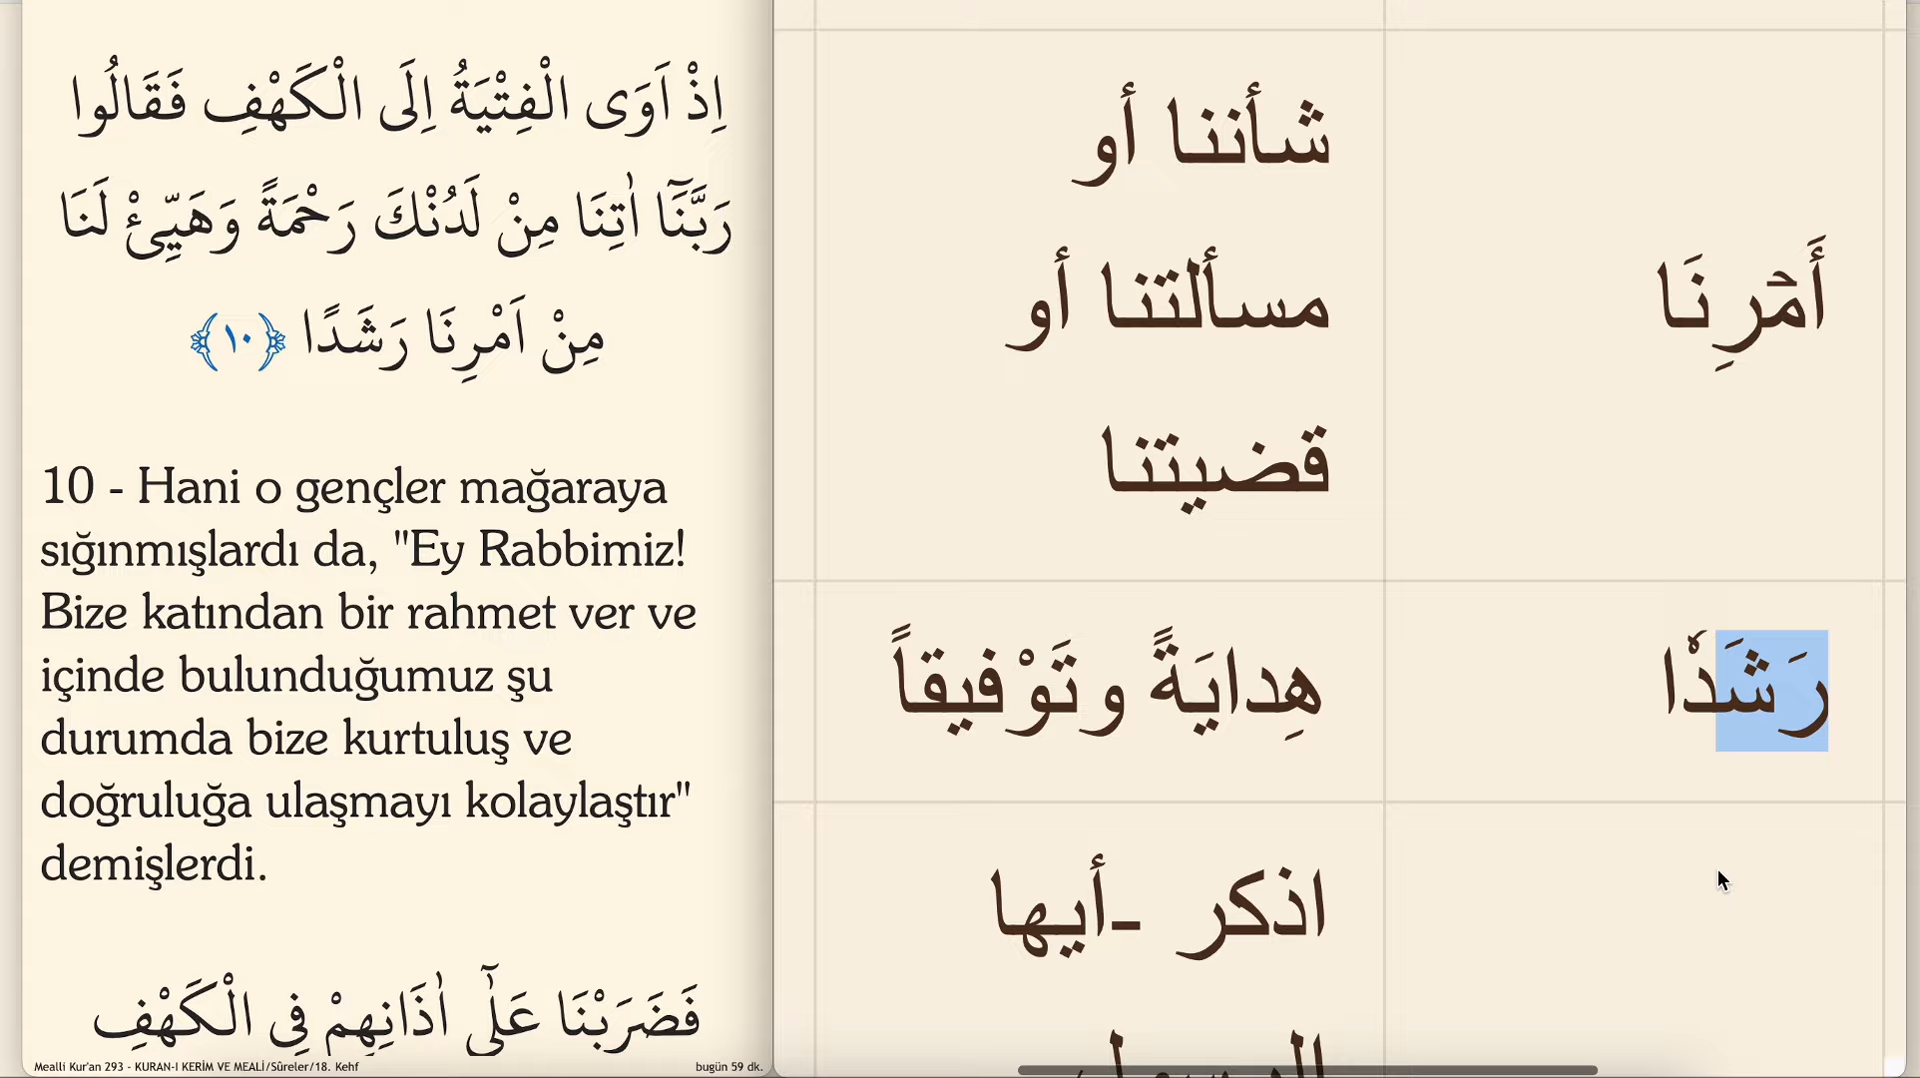 اِذْ اَوَى الْفِتْيَةُ اِلَى الْكَهْفِ فَقَالُوا
رَبَّنَٓا اٰتِنَا مِنْ لَدُنْكَ رَحْمَةً وَهَيِّئْ لَنَا
مِنْ اَمْرِنَا رَشَدًا ﴿١٠﴾
10 - Hani o gençler mağaraya
sığınmışlardı da, "Ey Rabbimiz!
Bize katından bir rahmet ver ve
içinde bulunduğumuz şu
durumda bize kurtuluş ve
doğruluğa ulaşmayı kolaylaştır"
demişlerdi.
فَضَرَبْنَا عَلٰٓى اٰذَانِهِمْ فِي الْكَهْفِ
Mealli Kur'an 293 - KURAN-I KERİM VE MEALİ/Sûreler/18. Kehf
bugün 59 dk.
أَمْرِنَا
شأننا أو
مسألتنا أو
قضيتنا
رَشَدٗا
هِدايَةً وتَوْفيقاً
اذكر -أيها